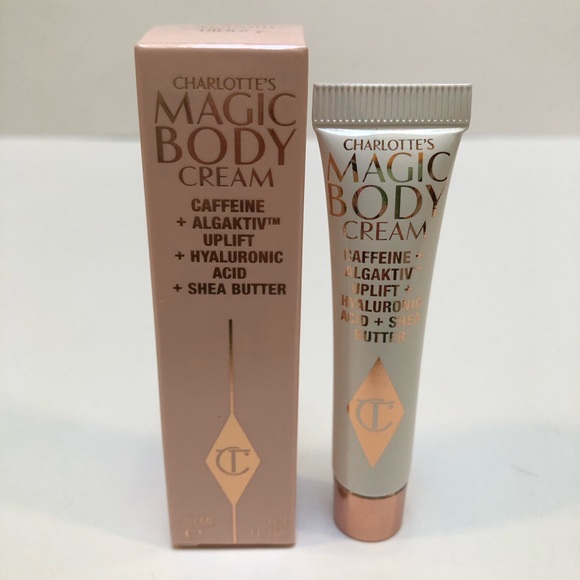 CHARLOTTE'S
MAGIC
BODY
CREAM
CAFFEINE
+ ALGAKTIV™
UPLIFT
+ HYALURONIC
ACID
+ SHEA BUTTER
CT
CHARLOTTE'S
MAGIC
BODY
CREAM
CAFFEINE +
ALGAKTIV™
UPLIFT +
HYALURONIC
ACID + SHEA
BUTTER
CT